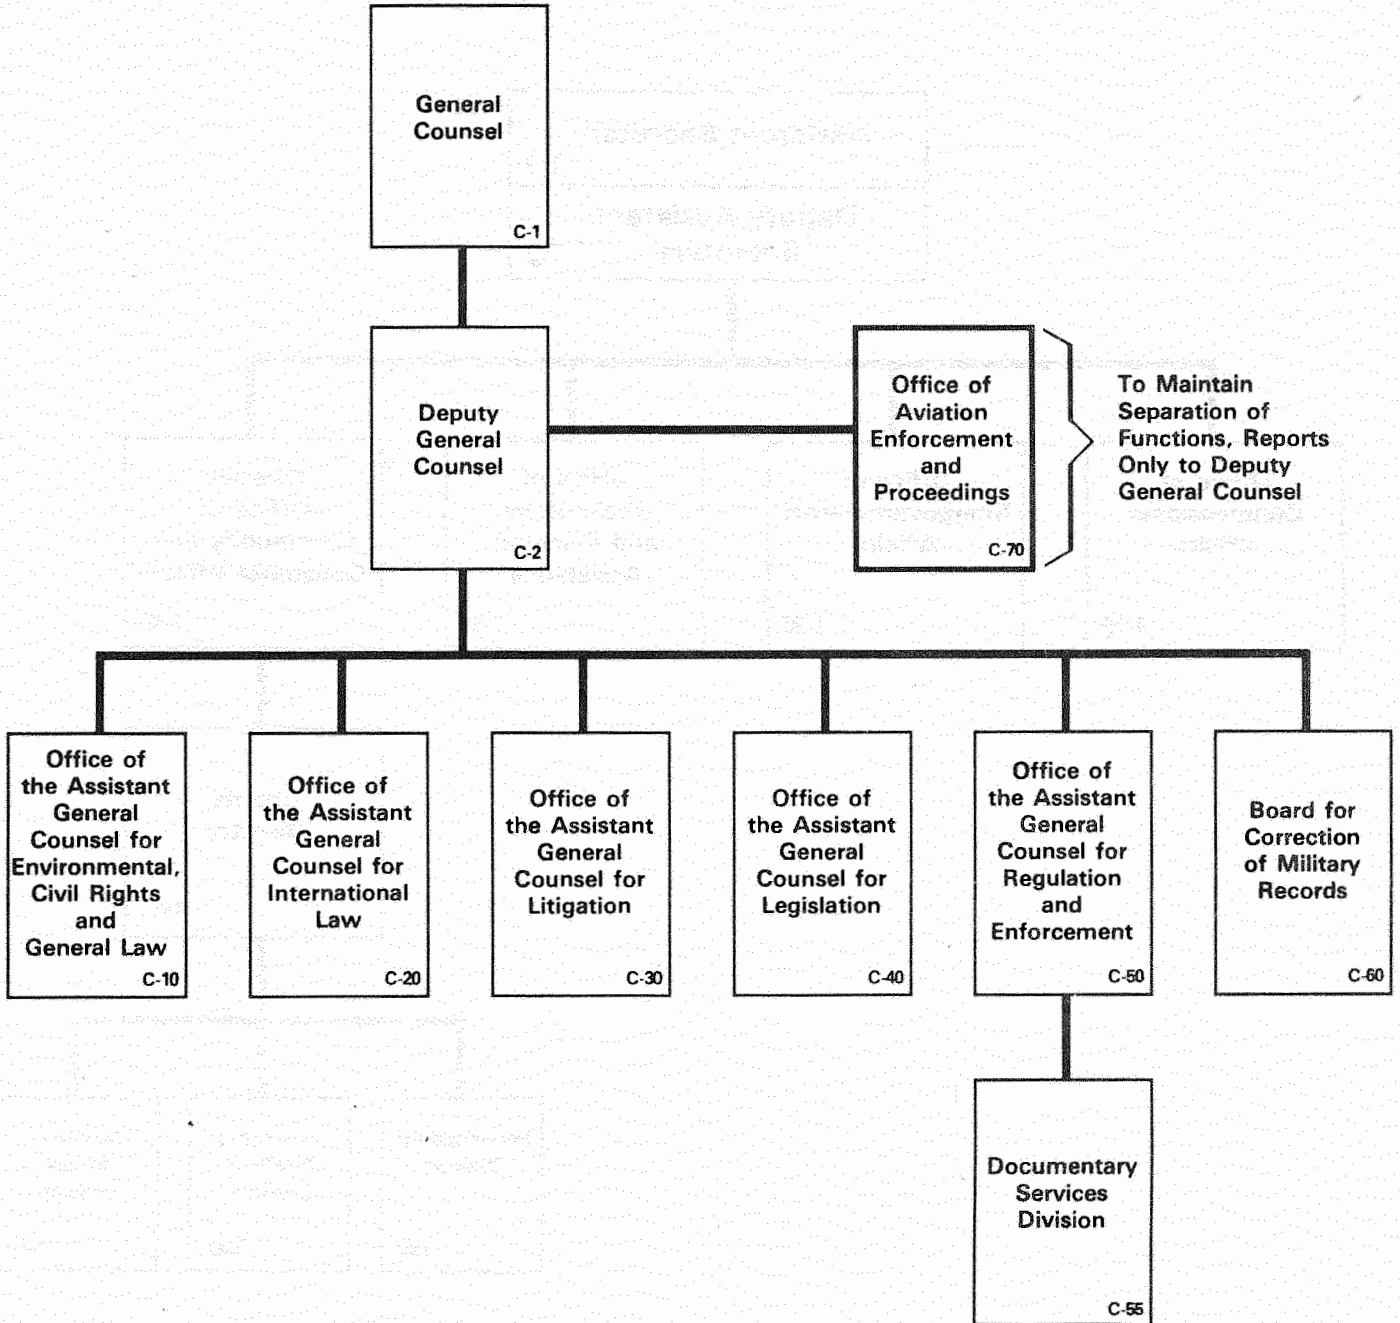 General
Counsel
C-1
Deputy
General
Counsel
C-2
Office of
Aviation
Enforcement
and
Proceedings
C-70
To Maintain
Separation of
Functions, Reports
Only to Deputy
General Counsel
Office of
the Assistant
General
Counsel for
Environmental,
Civil Rights
and
General Law
C-10
Office of
the Assistant
General
Counsel for
International
Law
C-20
Office of
the Assistant
General
Counsel for
Litigation
C-30
Office of
the Assistant
General
Counsel for
Legislation
C-40
Office of
the Assistant
General
Counsel for
Regulation
and
Enforcement
C-50
Board for
Correction
of Military
Records
C-60
Documentary
Services
Division
C-55